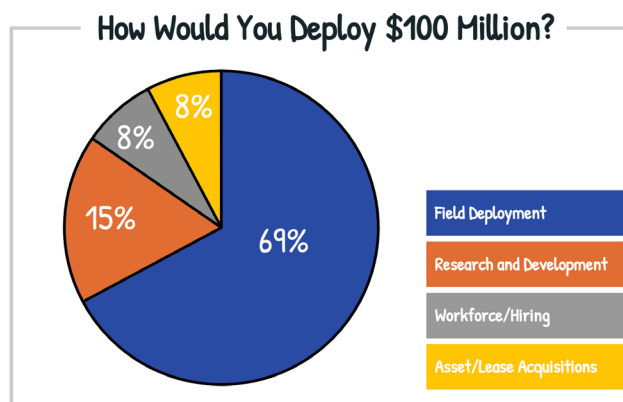 How Would You Deploy $100 Million?
8%
8%
15%
69%
Field Deployment
Research and Development
Workforce/Hiring
Asset/Lease Acquisitions